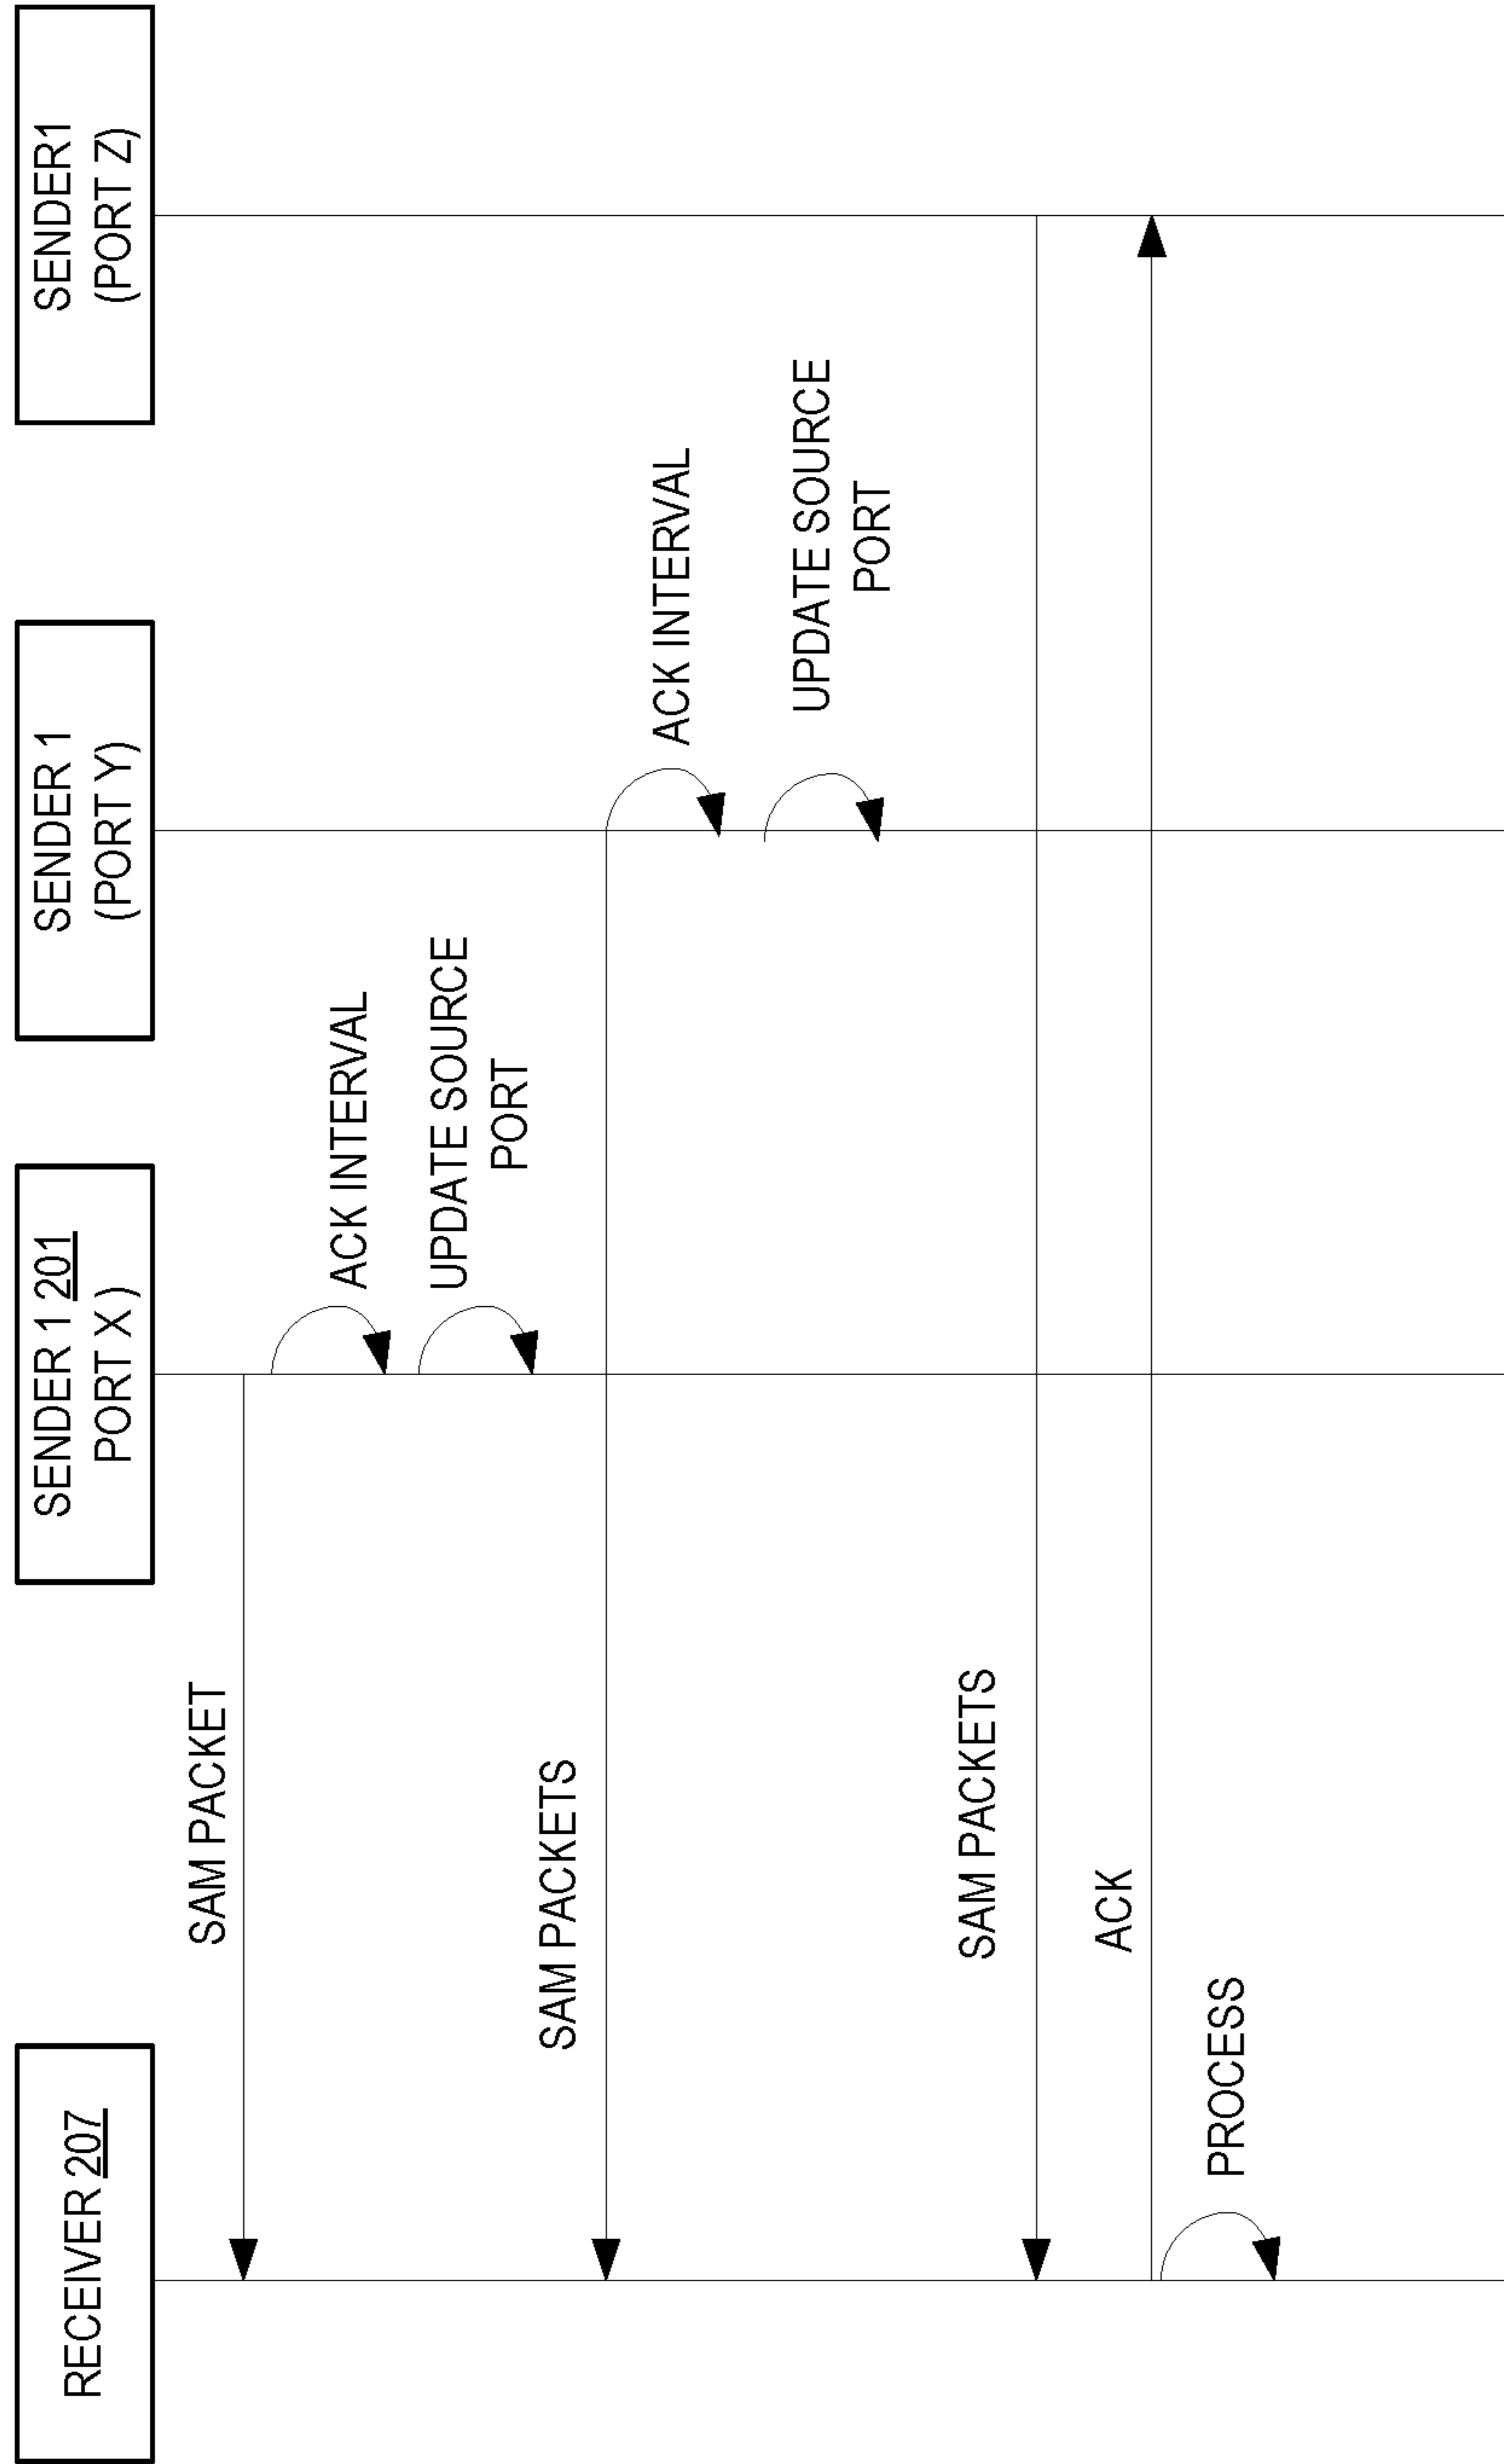 RECEIVER 207
SENDER 1 201
PORT X )
SENDER 1
(PORT Y)
SENDER1
(PORT Z)
SAM PACKET
ACK INTERVAL
UPDATE SOURCE
PORT
SAM PACKETS
ACK INTERVAL
UPDATE SOURCE
PORT
SAM PACKETS
ACK
PROCESS